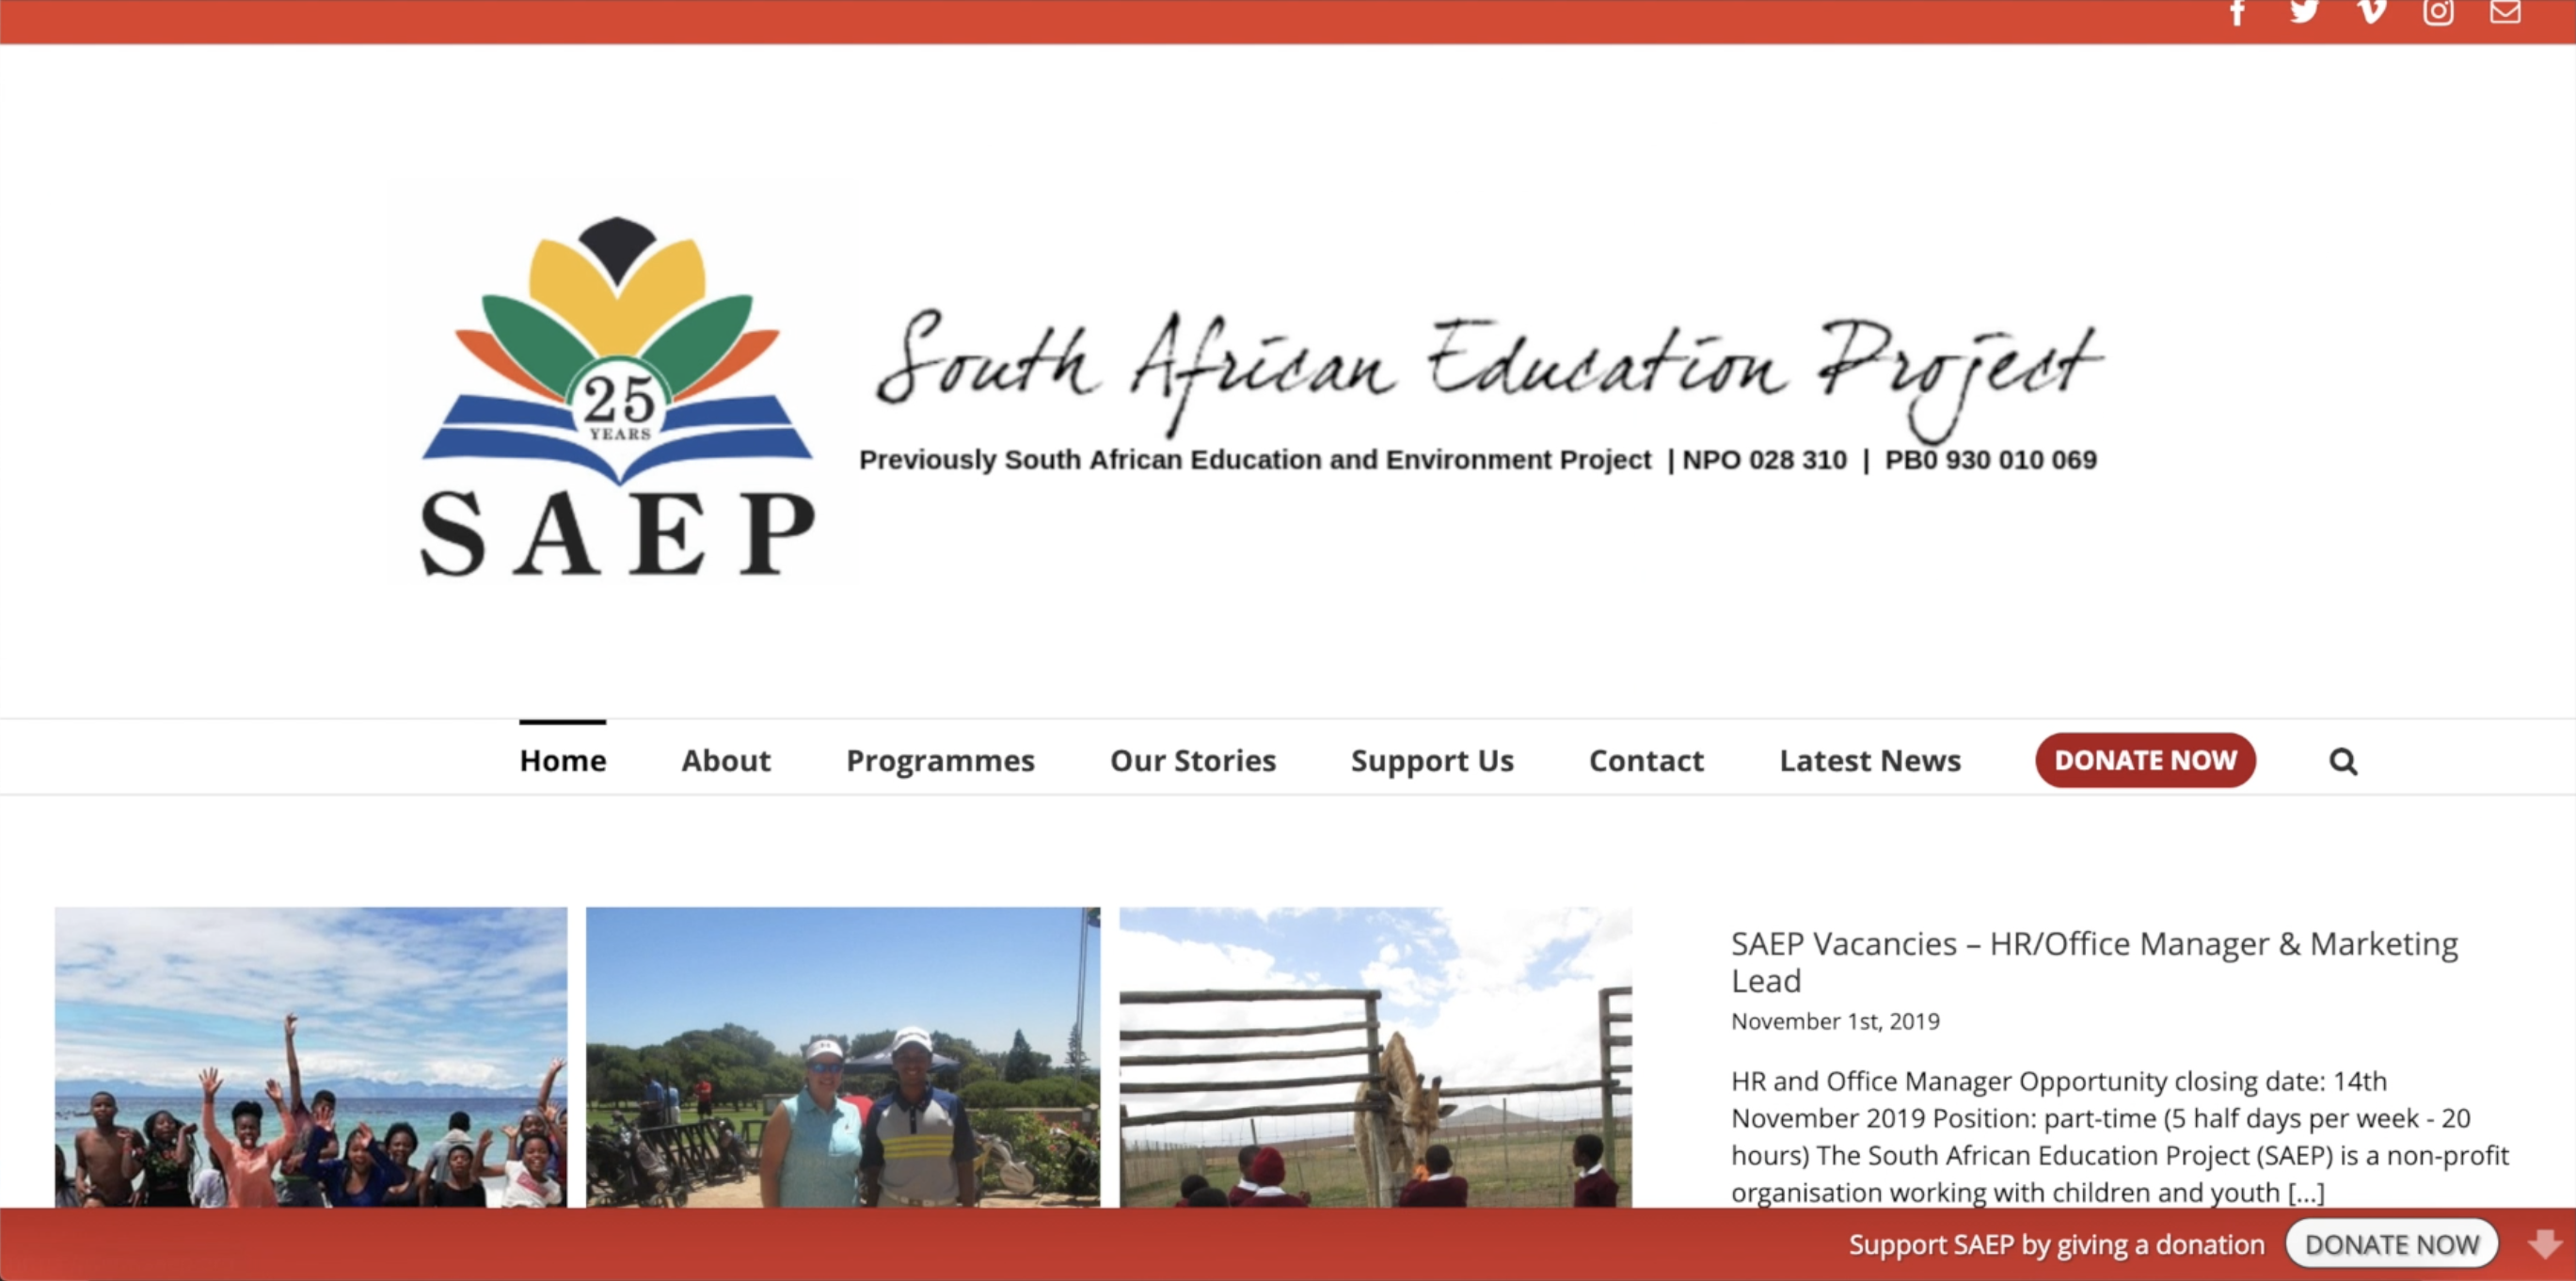 25
YEARS
SAEP
South African Education Project
Previously South African Education and Environment Project | NPO 028 310 | PB0 930 010 069
Home About Programmes Our Stories Support Us Contact Latest News DONATE NOW
SAEP Vacancies – HR/Office Manager & Marketing
Lead
November 1st, 2019
HR and Office Manager Opportunity closing date: 14th
November 2019 Position: part-time (5 half days per week - 20
hours) The South African Education Project (SAEP) is a non-profit
organisation working with children and youth [...]
Support SAEP by giving a donation DONATE NOW